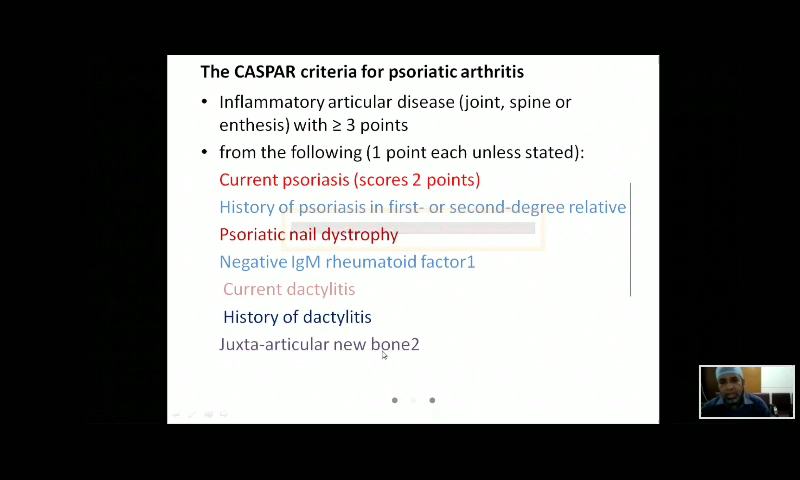 The CASPAR criteria for psoriatic arthritis
• Inflammatory articular disease (joint, spine or
enthesis) with ≥ 3 points
• from the following (1 point each unless stated):
Current psoriasis (scores 2 points)
History of psoriasis in first- or second-degree relative
Psoriatic nail dystrophy
Negative IgM rheumatoid factor1
Current dactylitis
History of dactylitis
Juxta-articular new bone2